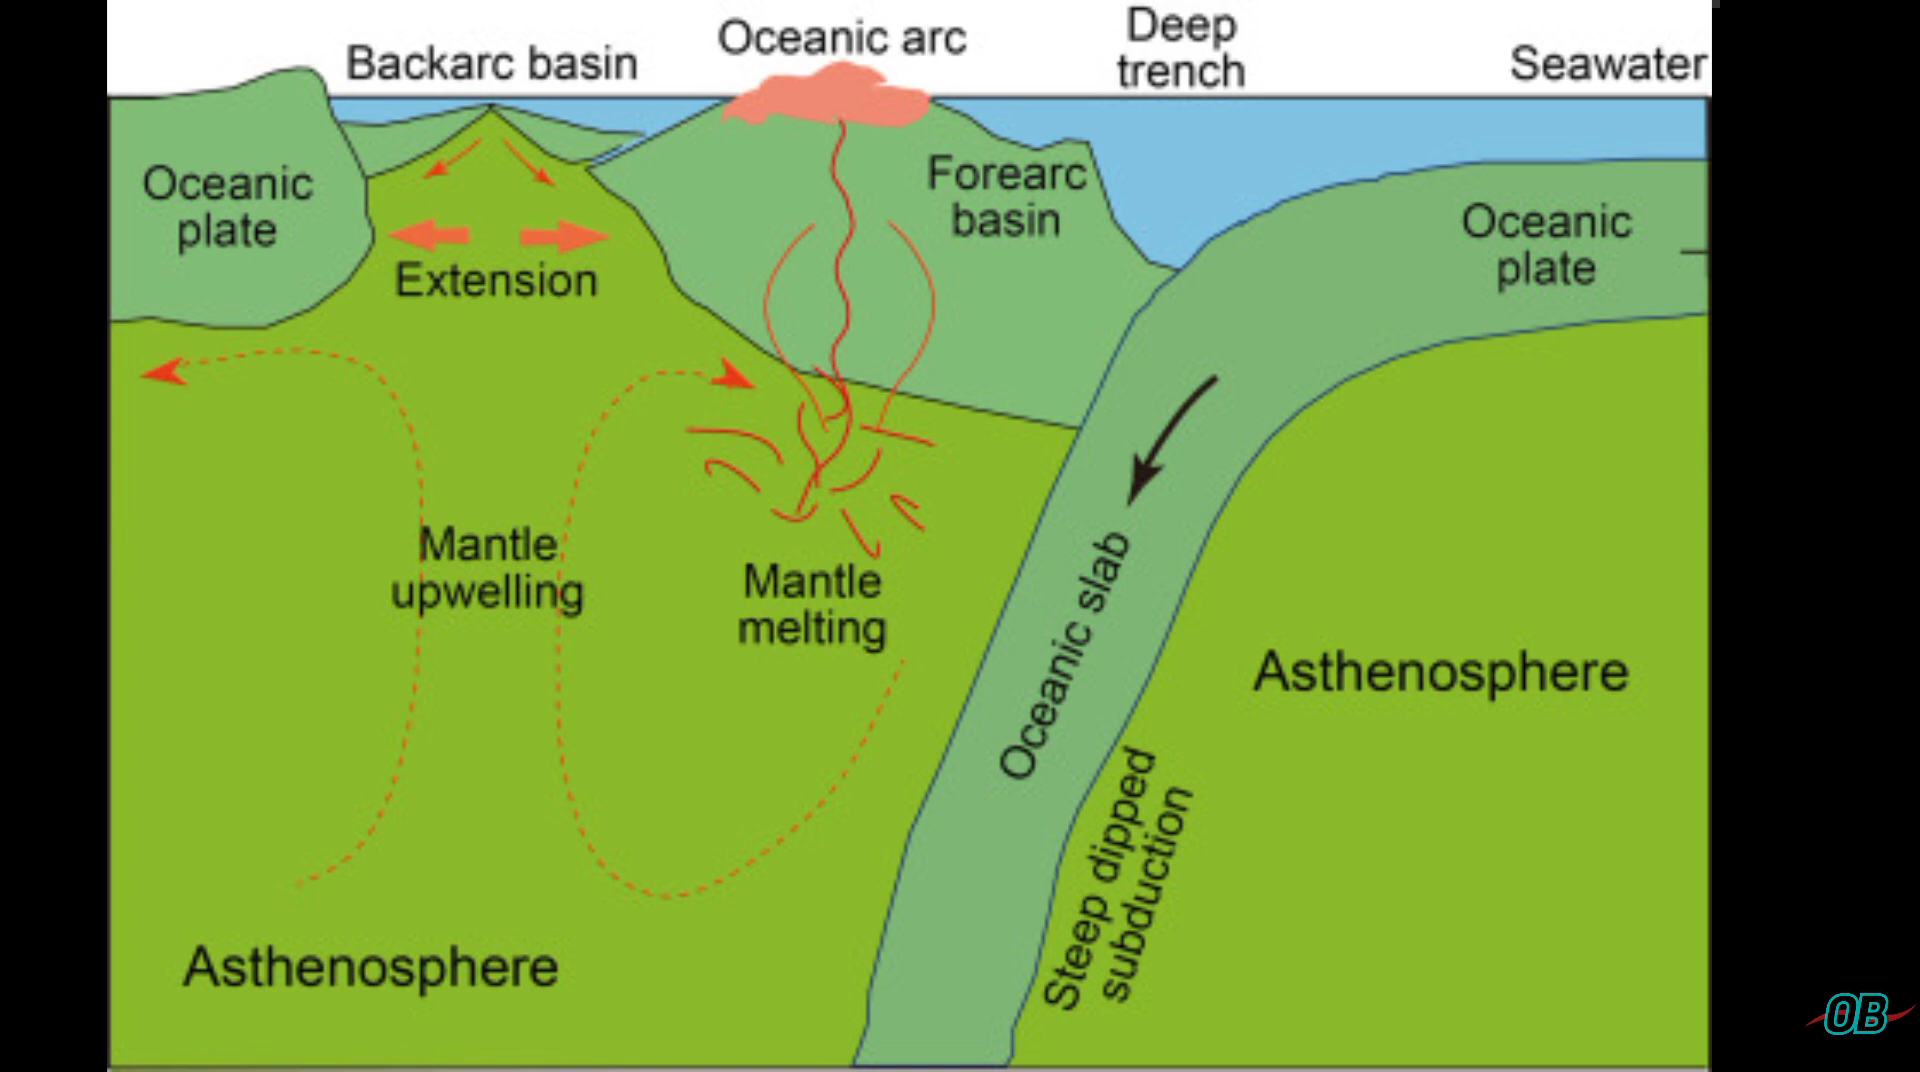 Backarc basin
Oceanic arc
Deep
trench
Seawater
Oceanic
plate
Extension
Forearc
basin
Oceanic
plate
Mantle
upwelling
Mantle
melting
Oceanic slab
Steep dipped
subduction
Asthenosphere
Asthenosphere
OB